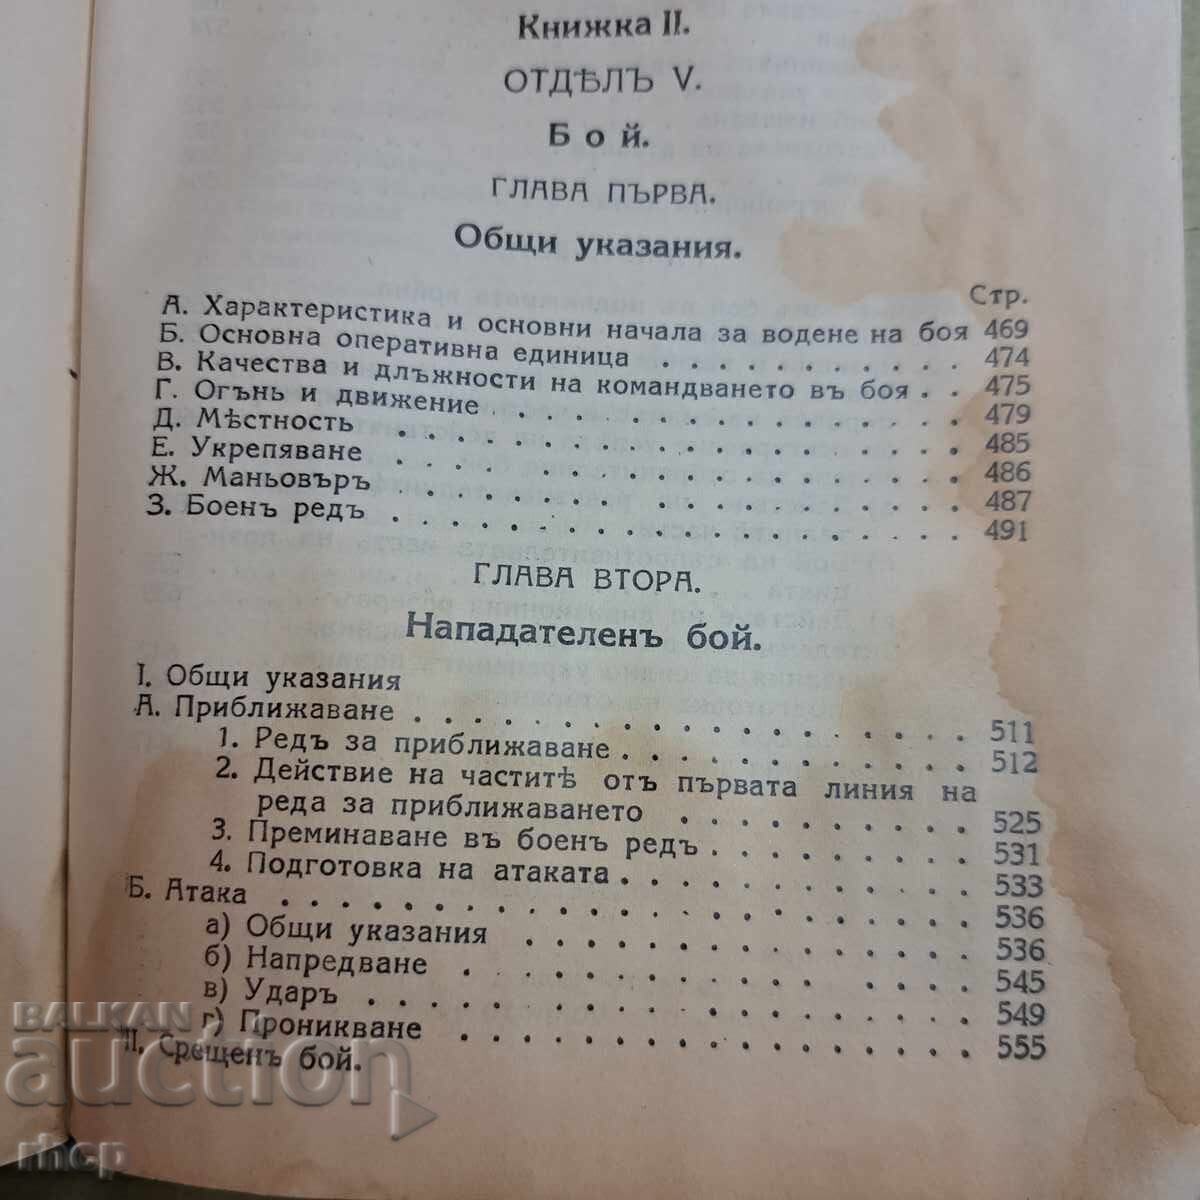 Книжка II.
ОТДѢЛЪ V.
Бой.
ГЛАВА ПЪРВА.
Общи указания.
Стр.
А. Характеристика и основни начала за водене на боя 469
Б. Основна оперативна единица . . . . . . . . . . 474
В. Качества и длъжности на командването въ боя . . 475
Г. Огънь и движение . . . . . . . . . . . . . . . 479
Д. Мѣстность . . . . . . . . . . . . . . . . . . 485
Е. Укрепяване . . . . . . . . . . . . . . . . . . 486
Ж. Маньовъръ . . . . . . . . . . . . . . . . . . 487
З. Боенъ редъ . . . . . . . . . . . . . . . . . . 491
ГЛАВА ВТОРА.
Нападателенъ бой.
I. Общи указания
А. Приближаване . . . . . . . . . . . . . . . . . 511
1. Редъ за приближаване . . . . . . . . . . . 512
2. Действие на частитѣ отъ първата линия на
реда за приближаването . . . . . . . . . . 525
3. Преминаване въ боенъ редъ . . . . . . . . . 531
4. Подготовка на атаката . . . . . . . . . . . 533
Б. Атака . . . . . . . . . . . . . . . . . . . . 536
а) Общи указания . . . . . . . . . . . . . . 536
б) Напредване . . . . . . . . . . . . . . . . 545
в) Ударъ . . . . . . . . . . . . . . . . . . 549
г) Проникване . . . . . . . . . . . . . . . . 555
II. Срещенъ бой.
BALKAN
auction
rhcp